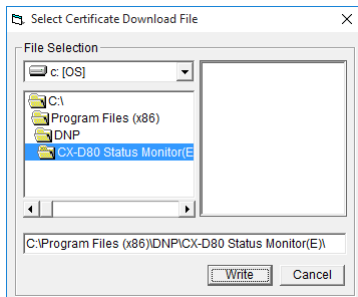 Select Certificate Download File
File Selection
c: [OS]
C:\
Program Files (x86)
DNP
CX-D80 Status Monitor(E
C:\Program Files (x86)\DNP\CX-D80 Status Monitor(E)\
Write
Cancel